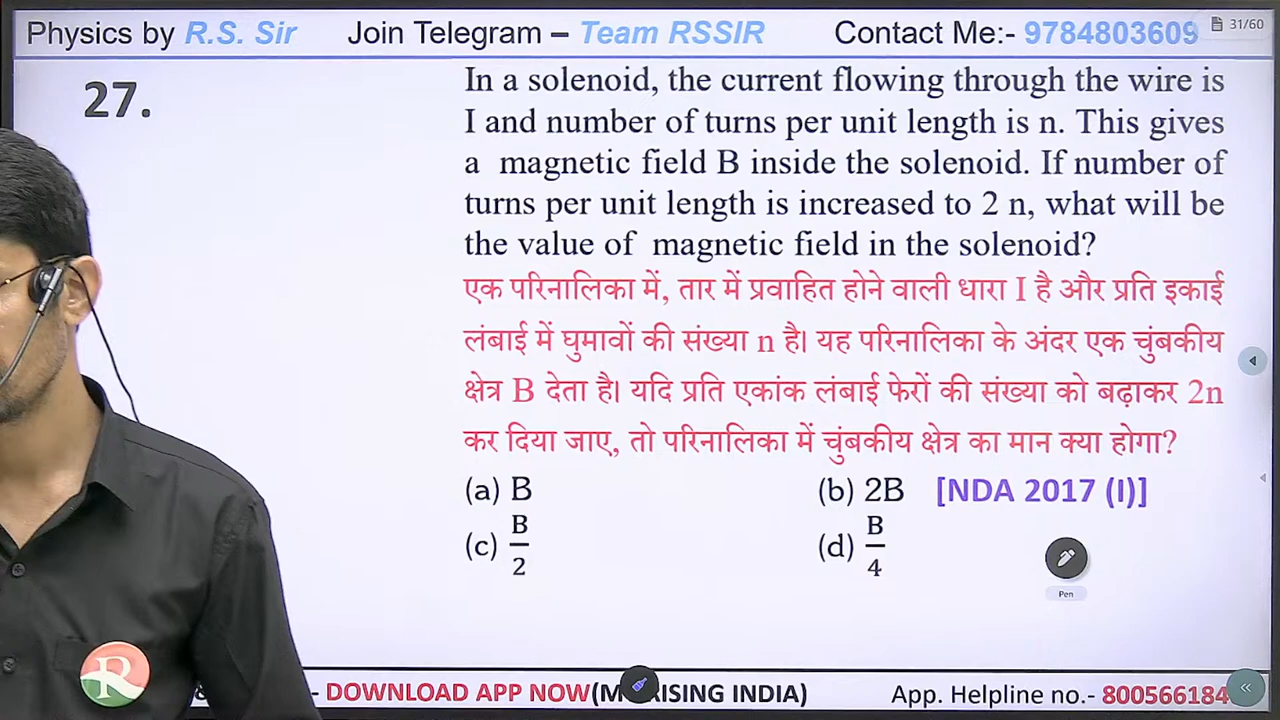 Physics by R.S. Sir Join Telegram – Team RSSIR Contact Me:- 9784803609 31/60
27.
In a solenoid, the current flowing through the wire is
I and number of turns per unit length is n. This gives
a magnetic field B inside the solenoid. If number of
turns per unit length is increased to 2 n, what will be
the value of magnetic field in the solenoid?
एक परिनालिका में, तार में प्रवाहित होने वाली धारा I है और प्रति इकाई
लंबाई में घुमावों की संख्या n है। यह परिनालिका के अंदर एक चुंबकीय
क्षेत्र B देता है। यदि प्रति एकांक लंबाई फेरों की संख्या को बढ़ाकर 2n
कर दिया जाए, तो परिनालिका में चुंबकीय क्षेत्र का मान क्या होगा?
(a) B (b) 2B [NDA 2017 (I)]
(c) B/2 (d) B/4
Pen
R
- DOWNLOAD APP NOW(M RISING INDIA) App. Helpline no.- 800566184